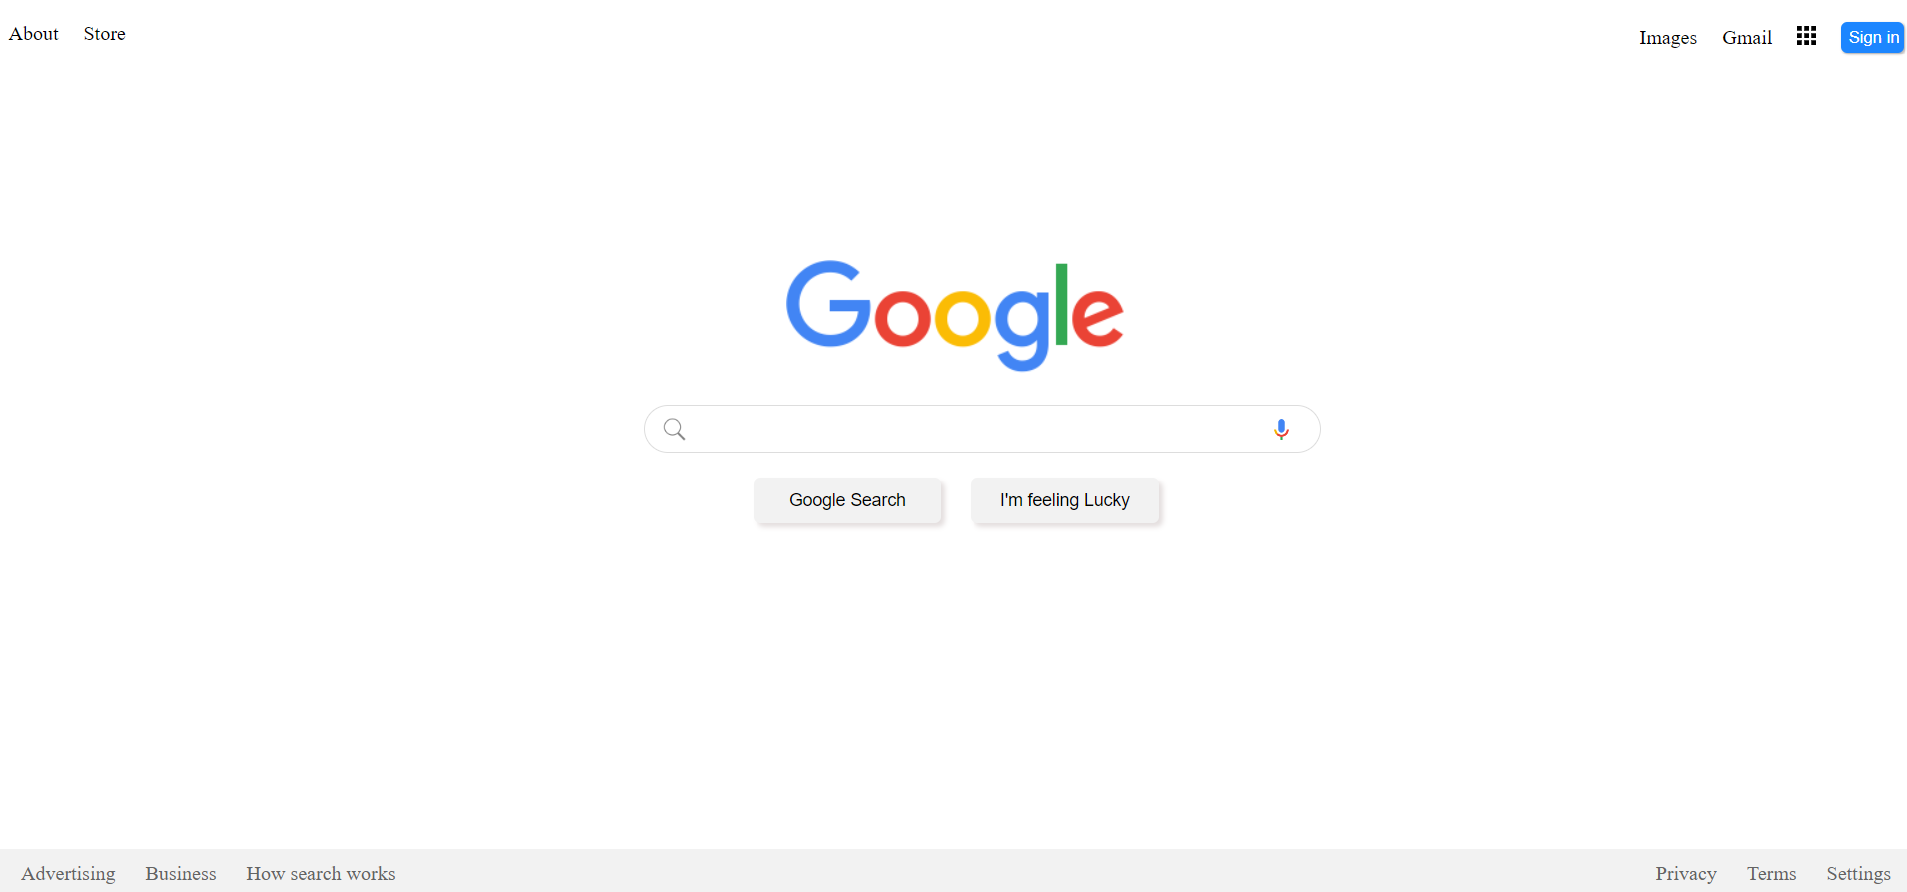 About Store Images Gmail Sign in
Google
Google Search I'm feeling Lucky
Advertising Business How search works Privacy Terms Settings